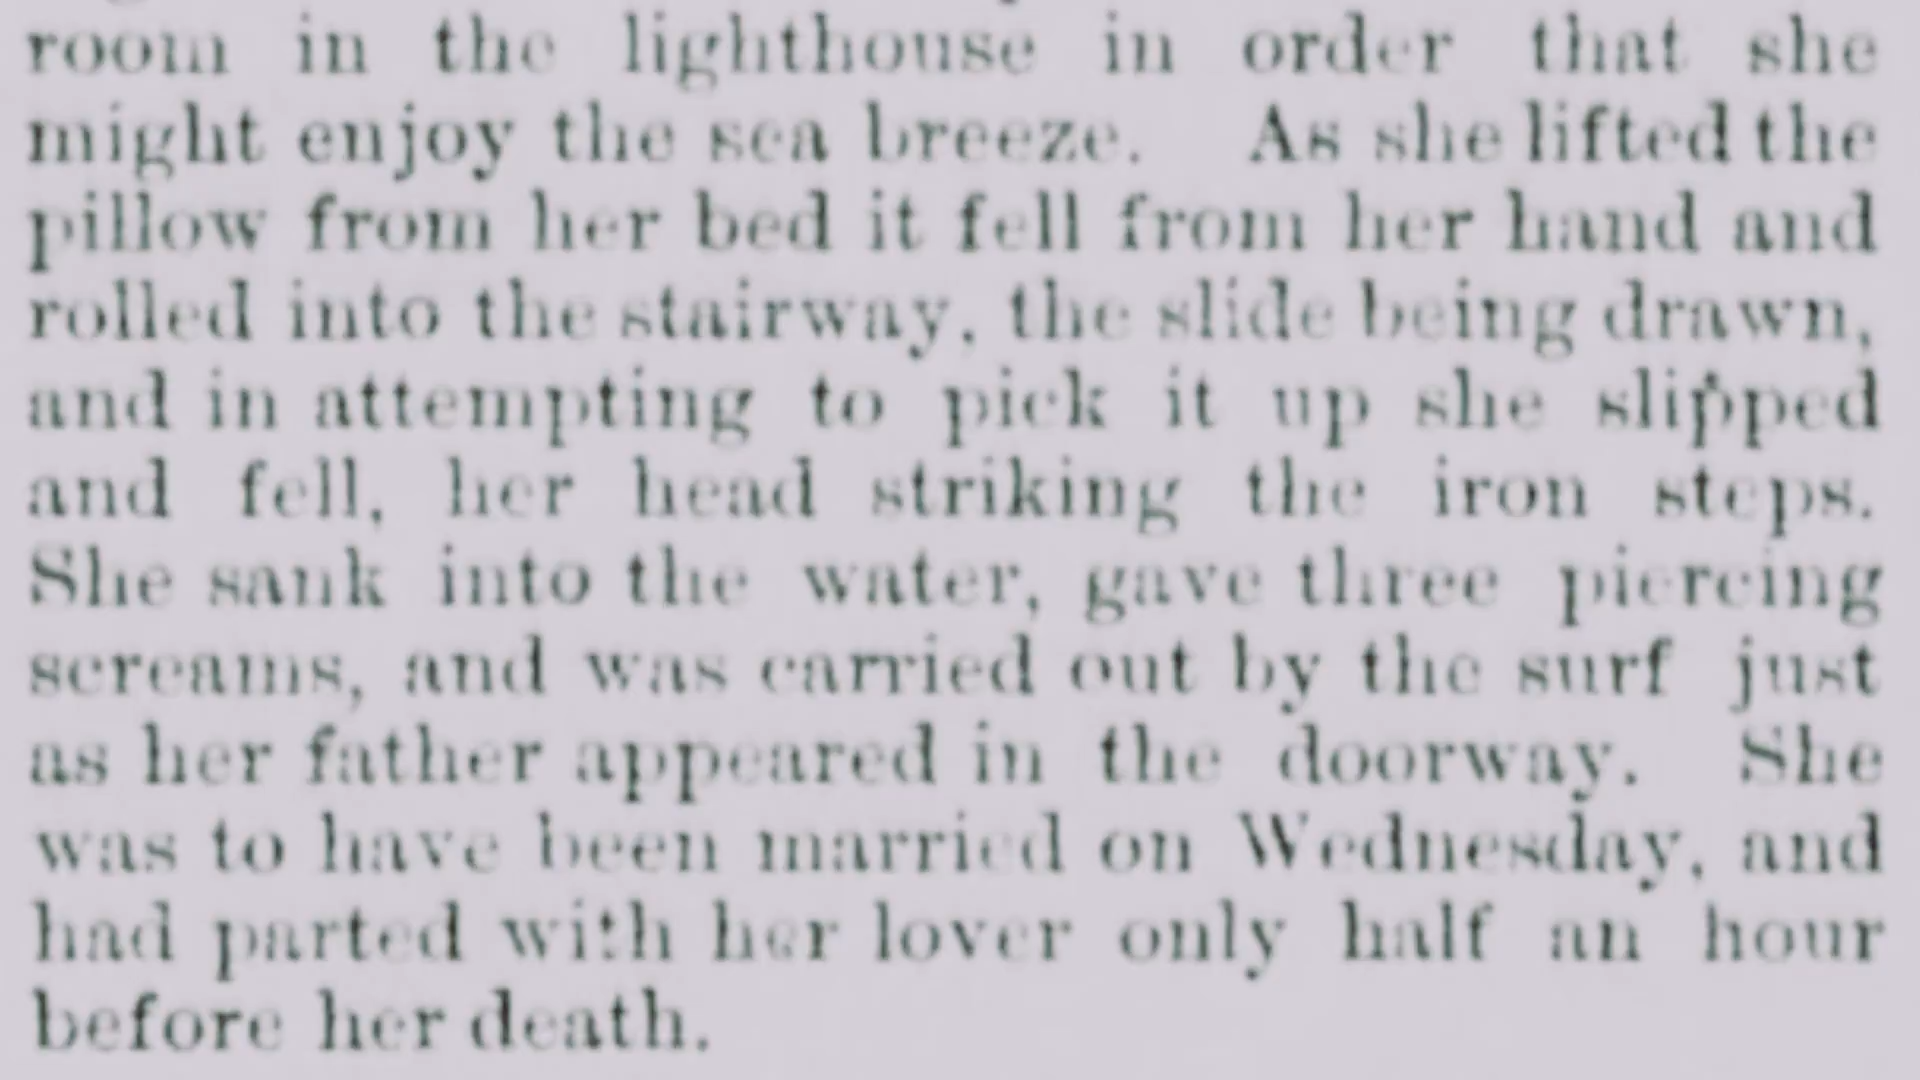 room in the lighthouse in order that she
might enjoy the sea breeze. As she lifted the
pillow from her bed it fell from her hand and
rolled into the stairway, the slide being drawn,
and in attempting to pick it up she slipped
and fell, her head striking the iron steps.
She sank into the water, gave three piercing
screams, and was carried out by the surf just
as her father appeared in the doorway. She
was to have been married on Wednesday, and
had parted with her lover only half an hour
before her death.